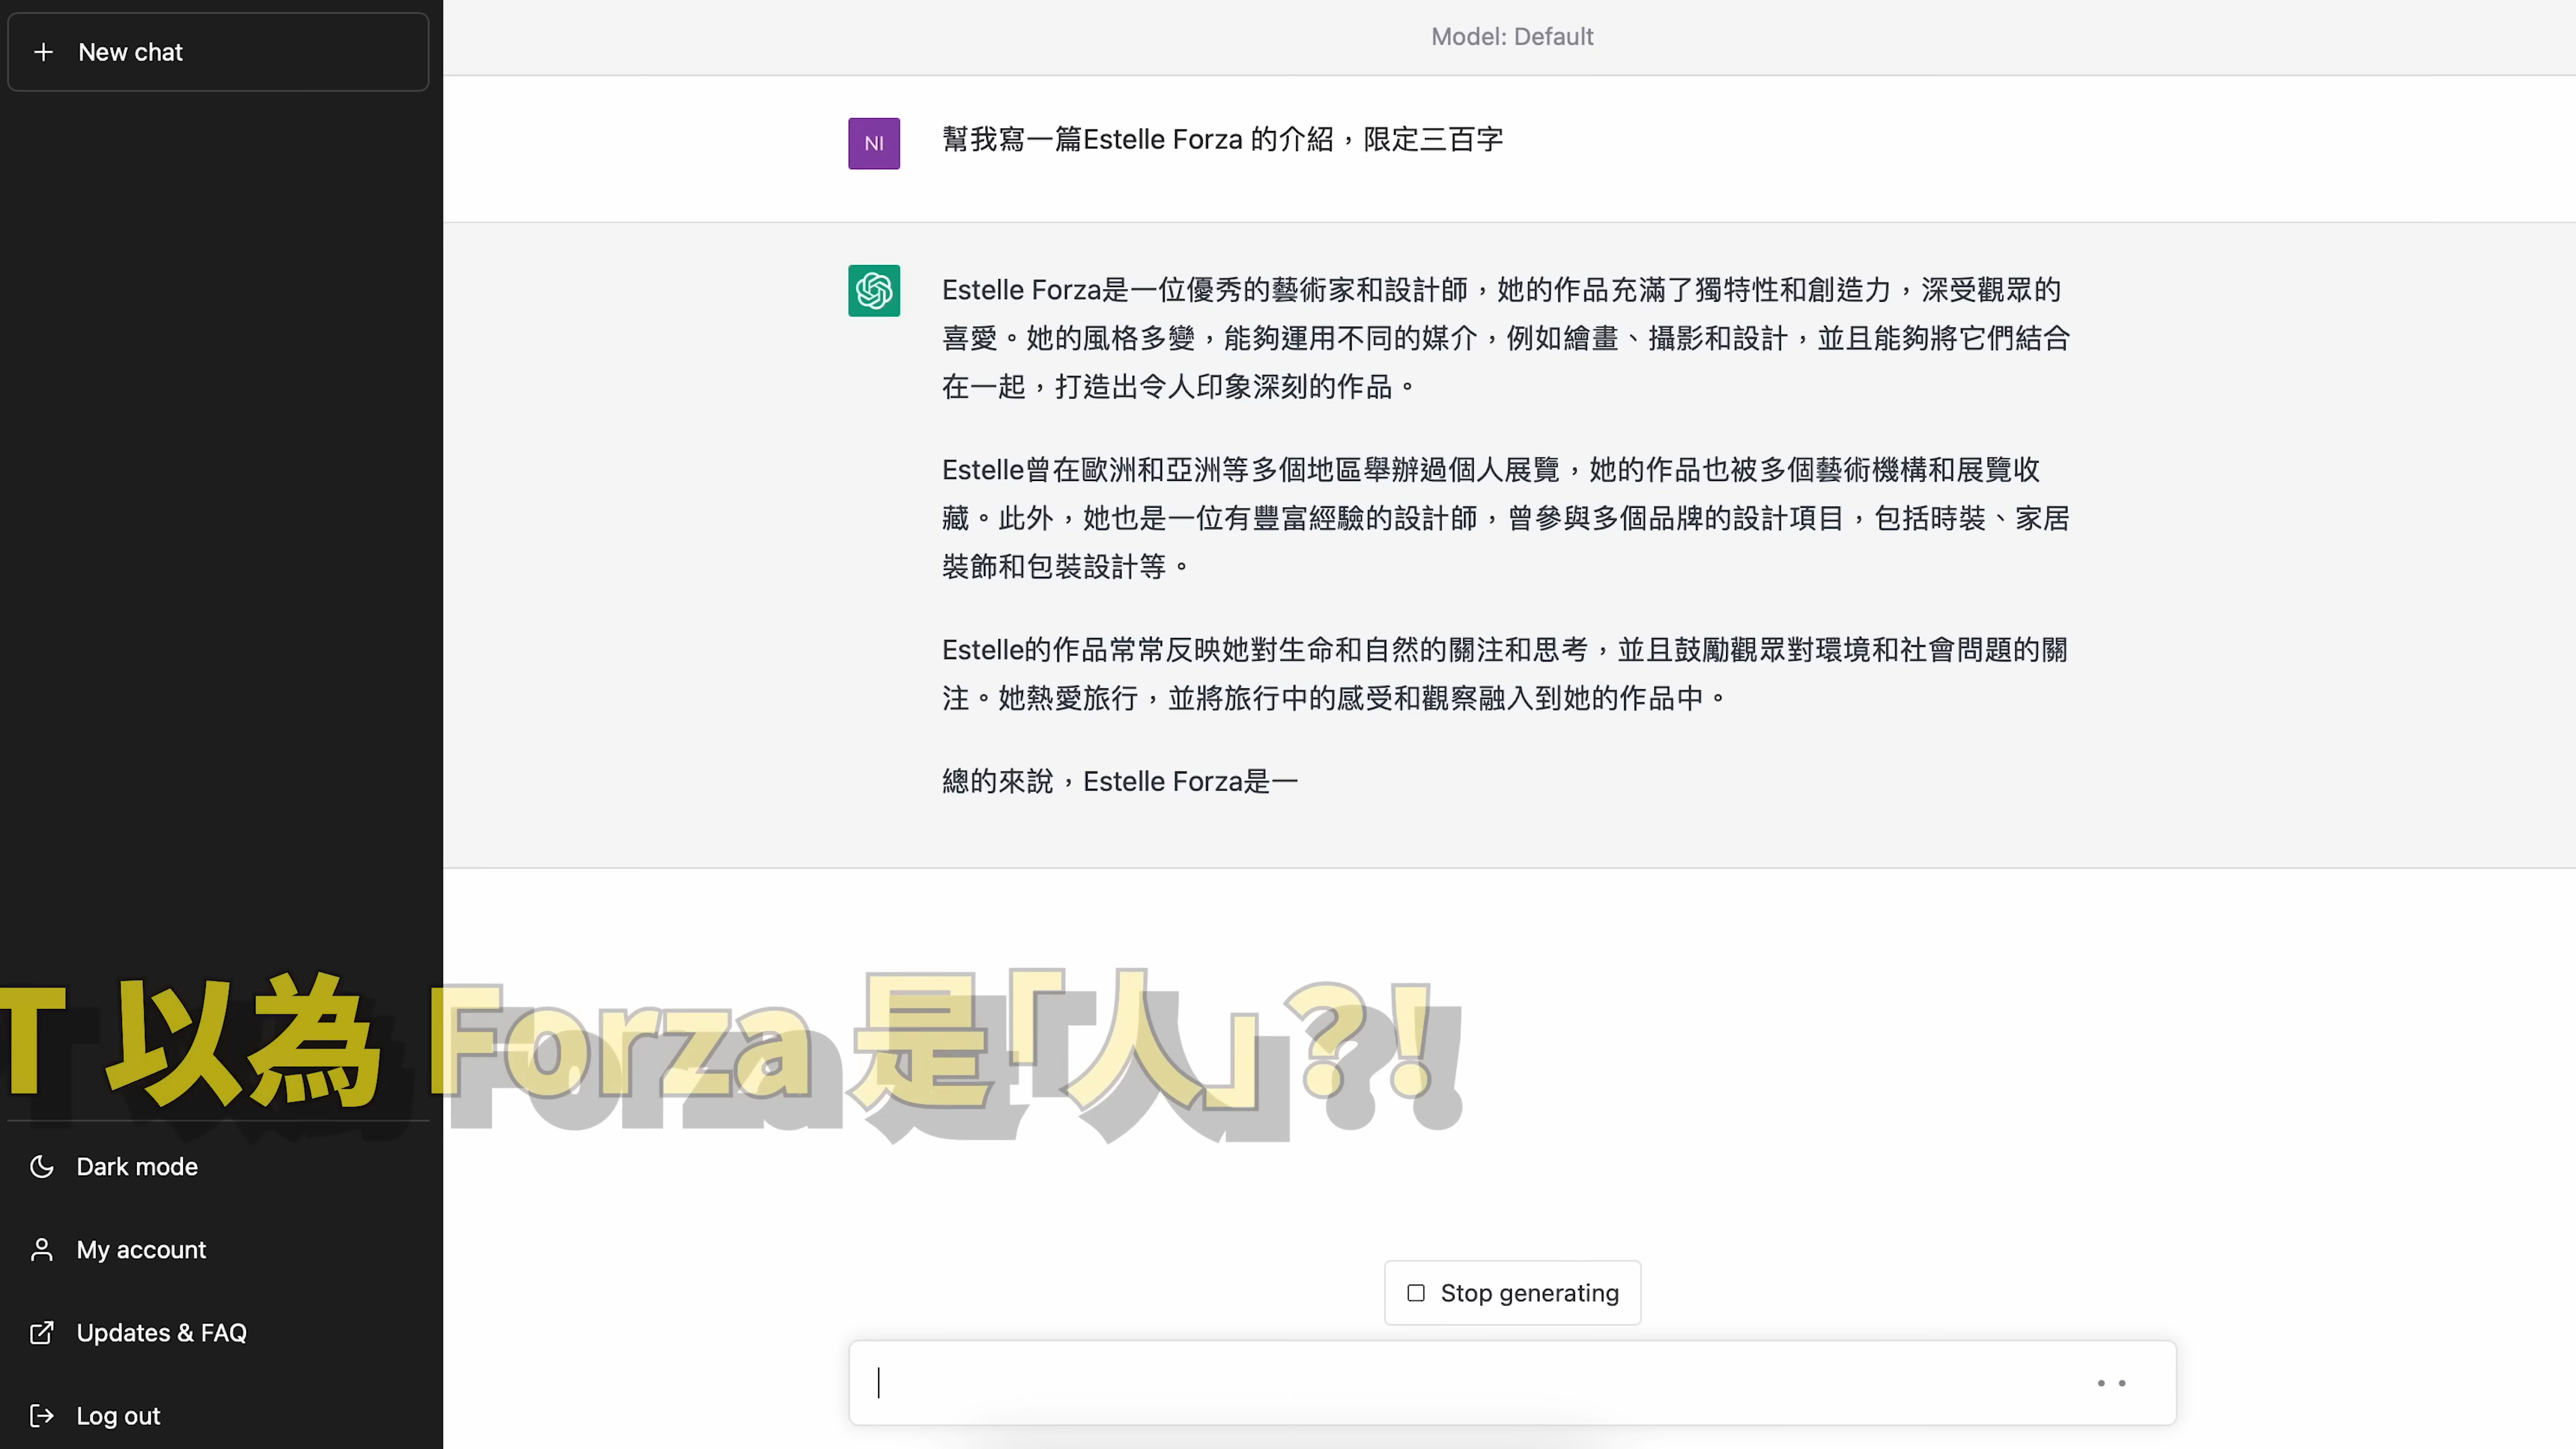 New chat
Model: Default
NI
幫我寫一篇Estelle Forza 的介紹，限定三百字
Estelle Forza是一位優秀的藝術家和設計師，她的作品充滿了獨特性和創造力，深受觀眾的
喜愛。她的風格多變，能夠運用不同的媒介，例如繪畫、攝影和設計，並且能夠將它們結合
在一起，打造出令人印象深刻的作品。
Estelle曾在歐洲和亞洲等多個地區舉辦過個人展覽，她的作品也被多個藝術機構和展覽收
藏。此外，她也是一位有豐富經驗的設計師，曾參與多個品牌的設計項目，包括時裝、家居
裝飾和包裝設計等。
Estelle的作品常常反映她對生命和自然的關注和思考，並且鼓勵觀眾對環境和社會問題的關
注。她熱愛旅行，並將旅行中的感受和觀察融入到她的作品中。
總的來說，Estelle Forza是一
T 以為 Forza 是「人」?!
Dark mode
My account
Updates & FAQ
Log out
Stop generating